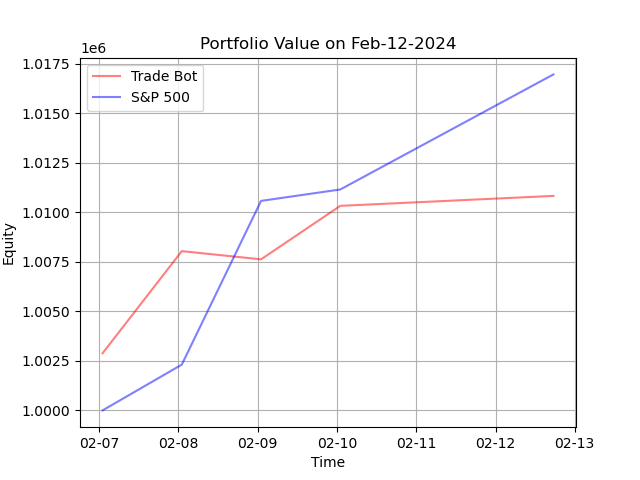 Portfolio Value on Feb-12-2024
1e6
1.0175
1.0150
1.0125
1.0100
1.0075
1.0050
1.0025
1.0000
Equity
Trade Bot
S&P 500
02-07 02-08 02-09 02-10 02-11 02-12 02-13
Time